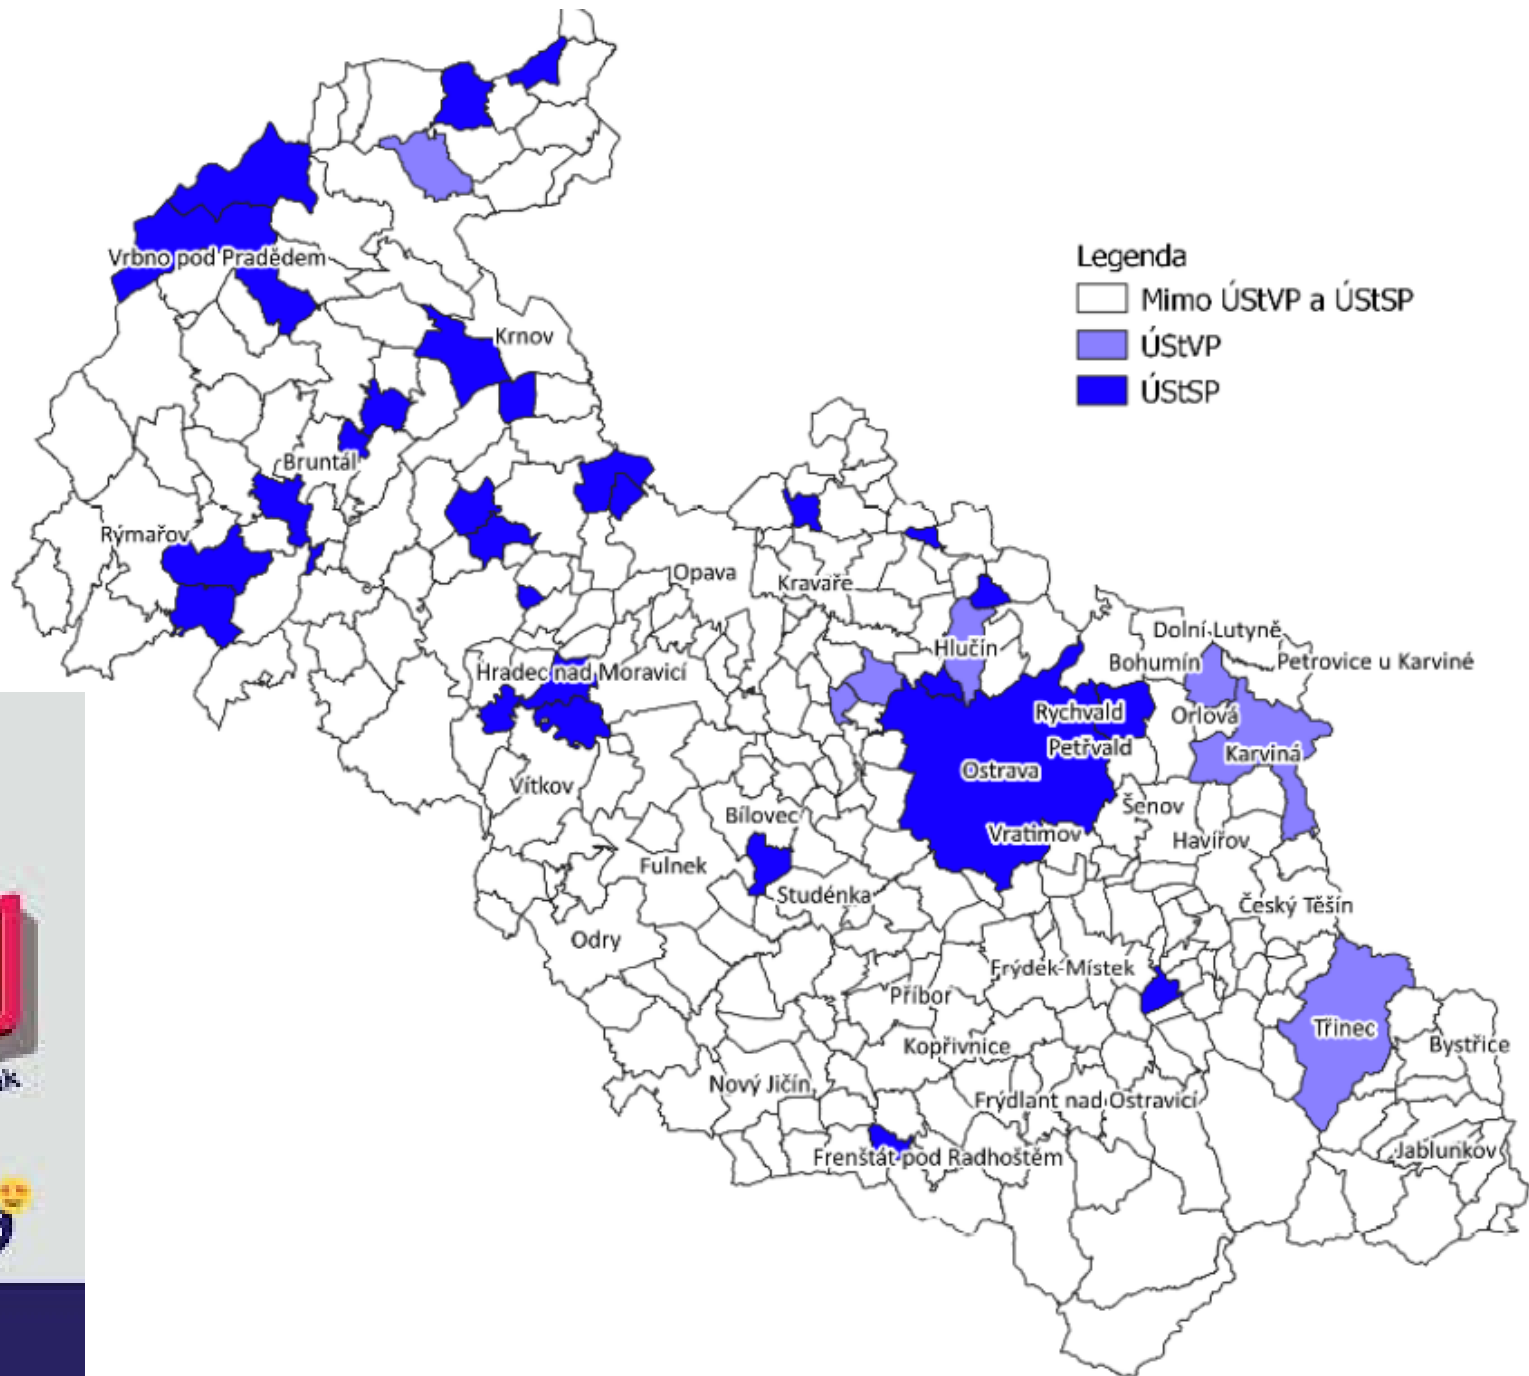 Legenda
Mimo ÚStVP a ÚStSP
ÚStVP
ÚStSP
Vrbno pod Pradědem
Krnov
Bruntál
Rýmařov
Opava
Kravaře
Dolní Lutyně
Hlučín
Bohumín
Petrovice u Karviné
Hradec nad Moravicí
Rychvald
Orlová
Petřvald
Karviná
Ostrava
Vítkov
Šenov
Bílovec
Vratimov
Havířov
Fulnek
Studénka
Český Těšín
Odry
Frýdek-Místek
Příbor
Třinec
Bystřice
Kopřivnice
Nový Jičín
Frýdlant nad Ostravicí
Jablunkov
Frenštát pod Radhoštěm